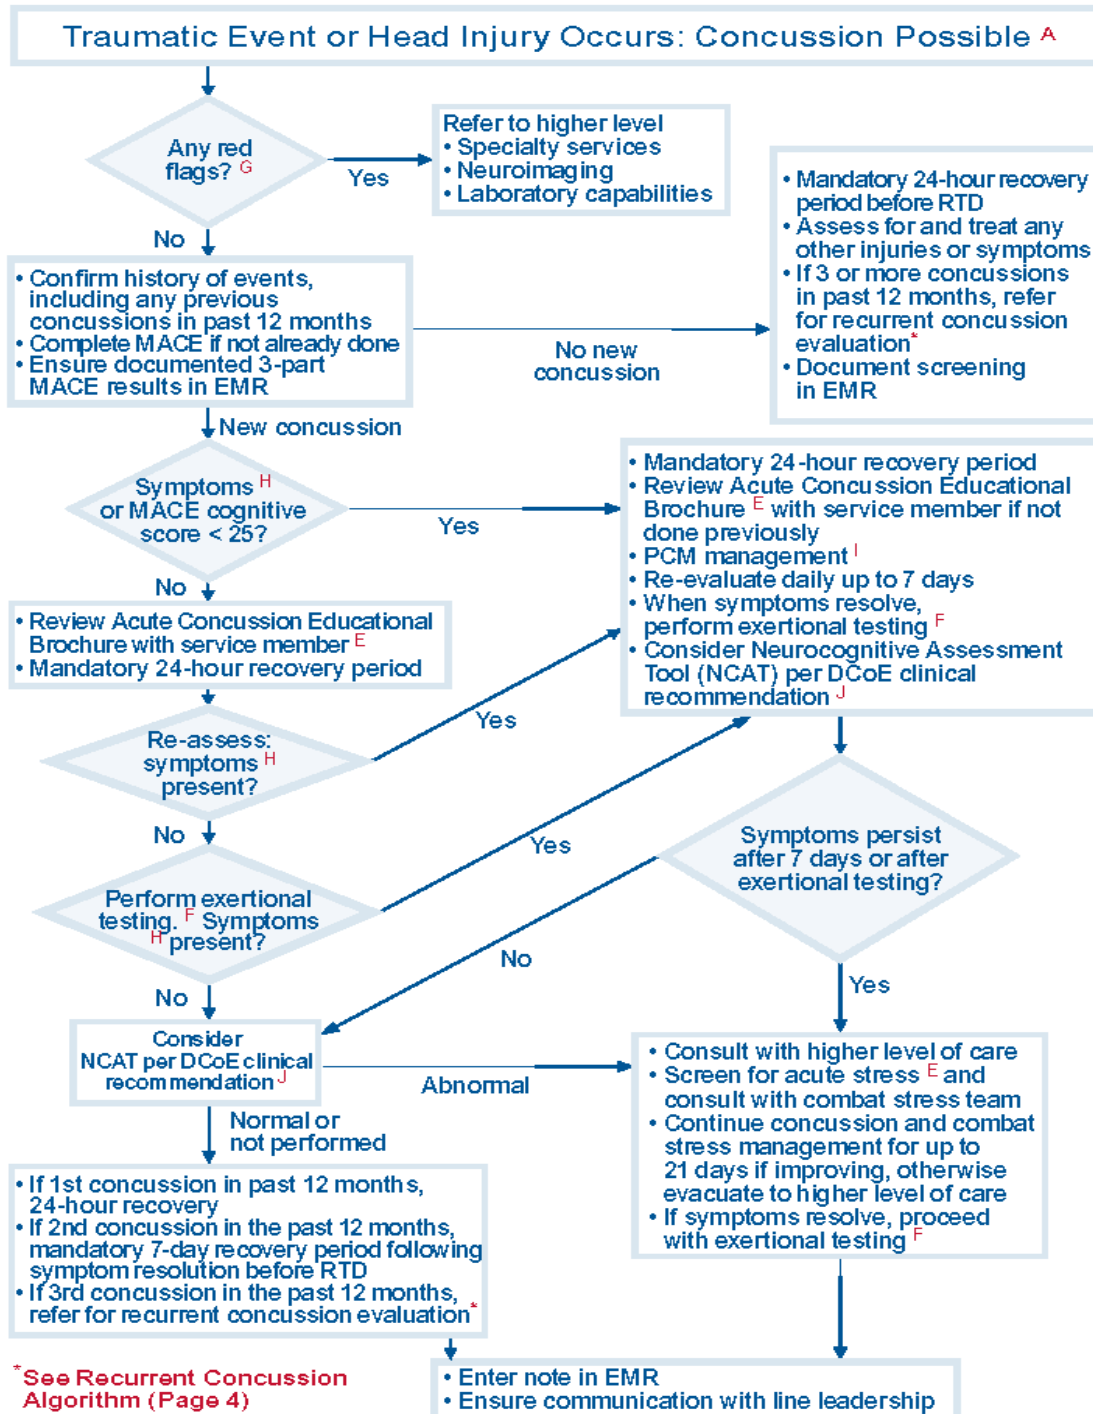 Traumatic Event or Head Injury Occurs: Concussion Possible A
Any red
flags? G
Yes
Refer to higher level
• Specialty services
• Neuroimaging
• Laboratory capabilities
No
• Confirm history of events,
including any previous
concussions in past 12 months
• Complete MACE if not already done
• Ensure documented 3-part
MACE results in EMR
No new
concussion
• Mandatory 24-hour recovery
period before RTD
• Assess for and treat any
other injuries or symptoms
• If 3 or more concussions
in past 12 months, refer
for recurrent concussion
evaluation*
• Document screening
in EMR
New concussion
Symptoms H
or MACE cognitive
score < 25?
Yes
• Mandatory 24-hour recovery period
• Review Acute Concussion Educational
Brochure E with service member if not
done previously
• PCM management I
• Re-evaluate daily up to 7 days
• When symptoms resolve,
perform exertional testing F
• Consider Neurocognitive Assessment
Tool (NCAT) per DCoE clinical
recommendation J
No
• Review Acute Concussion Educational
Brochure with service member E
• Mandatory 24-hour recovery period
Re-assess:
symptoms H
present?
Yes
No
Perform exertional
testing. F Symptoms
H present?
Yes
Symptoms persist
after 7 days or after
exertional testing?
No
Yes
No
Consider
NCAT per DCoE clinical
recommendation J
Abnormal
• Consult with higher level of care
• Screen for acute stress E and
consult with combat stress team
• Continue concussion and combat
stress management for up to
21 days if improving, otherwise
evacuate to higher level of care
• If symptoms resolve, proceed
with exertional testing F
Normal or
not performed
• If 1st concussion in past 12 months,
24-hour recovery
• If 2nd concussion in the past 12 months,
mandatory 7-day recovery period following
symptom resolution before RTD
• If 3rd concussion in the past 12 months,
refer for recurrent concussion evaluation*
*See Recurrent Concussion
Algorithm (Page 4)
• Enter note in EMR
• Ensure communication with line leadership